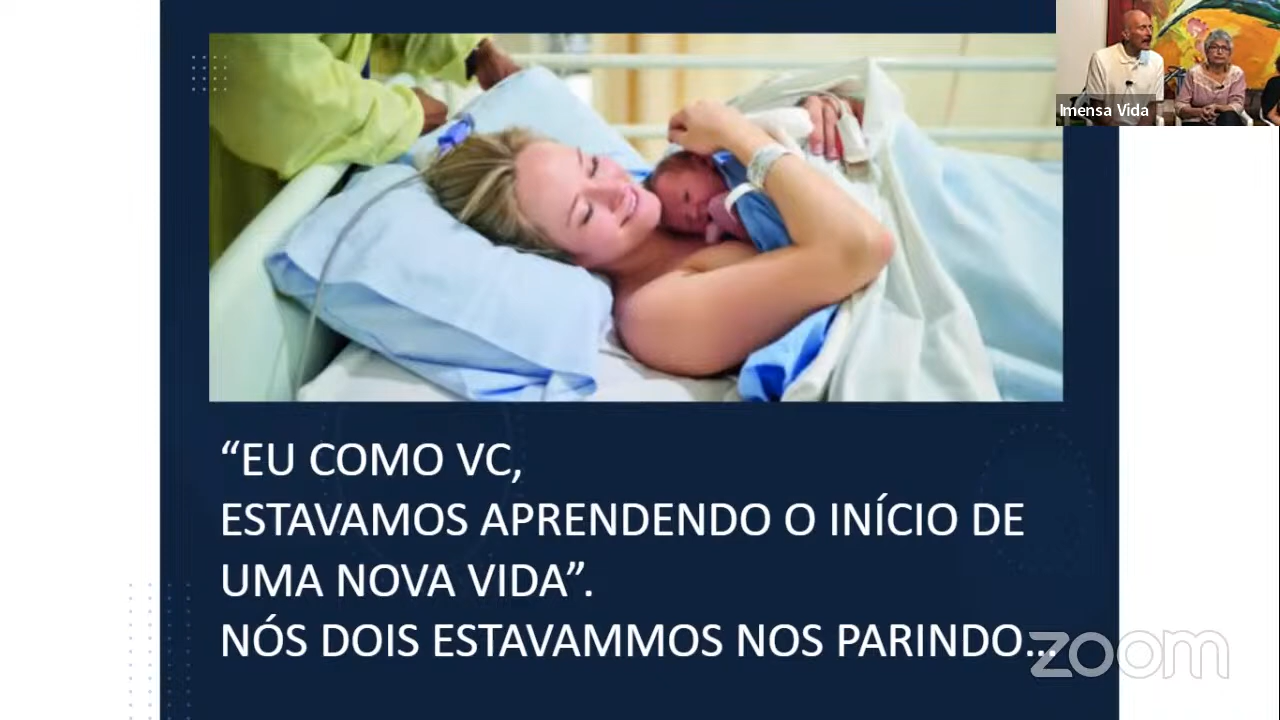 Imensa Vida
“EU COMO VC,
ESTAVAMOS APRENDENDO O INÍCIO DE
UMA NOVA VIDA”.
NÓS DOIS ESTAVAMMOS NOS PARINDO...
zoom